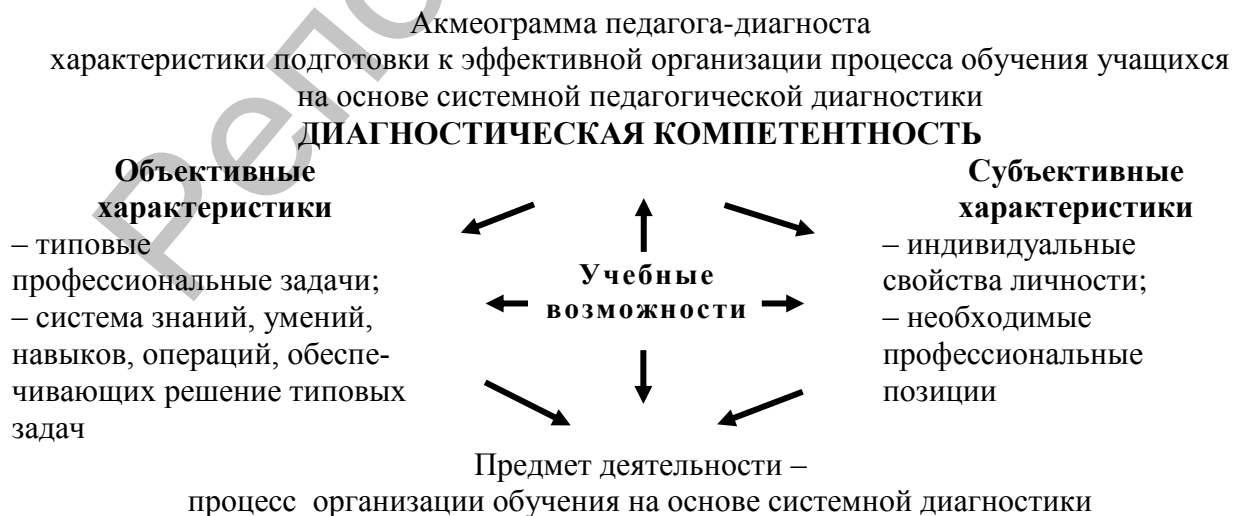 Акмеограмма педагога-диагноста
характеристики подготовки к эффективной организации процесса обучения учащихся
на основе системной педагогической диагностики
ДИАГНОСТИЧЕСКАЯ КОМПЕТЕНТНОСТЬ
Объективные
характеристики
– типовые
профессиональные задачи;
– система знаний, умений,
навыков, операций, обеспе-
чивающих решение типовых
задач
Учебные
возможности
Субъективные
характеристики
– индивидуальные
свойства личности;
– необходимые
профессиональные
позиции
Предмет деятельности –
процесс организации обучения на основе системной диагностики